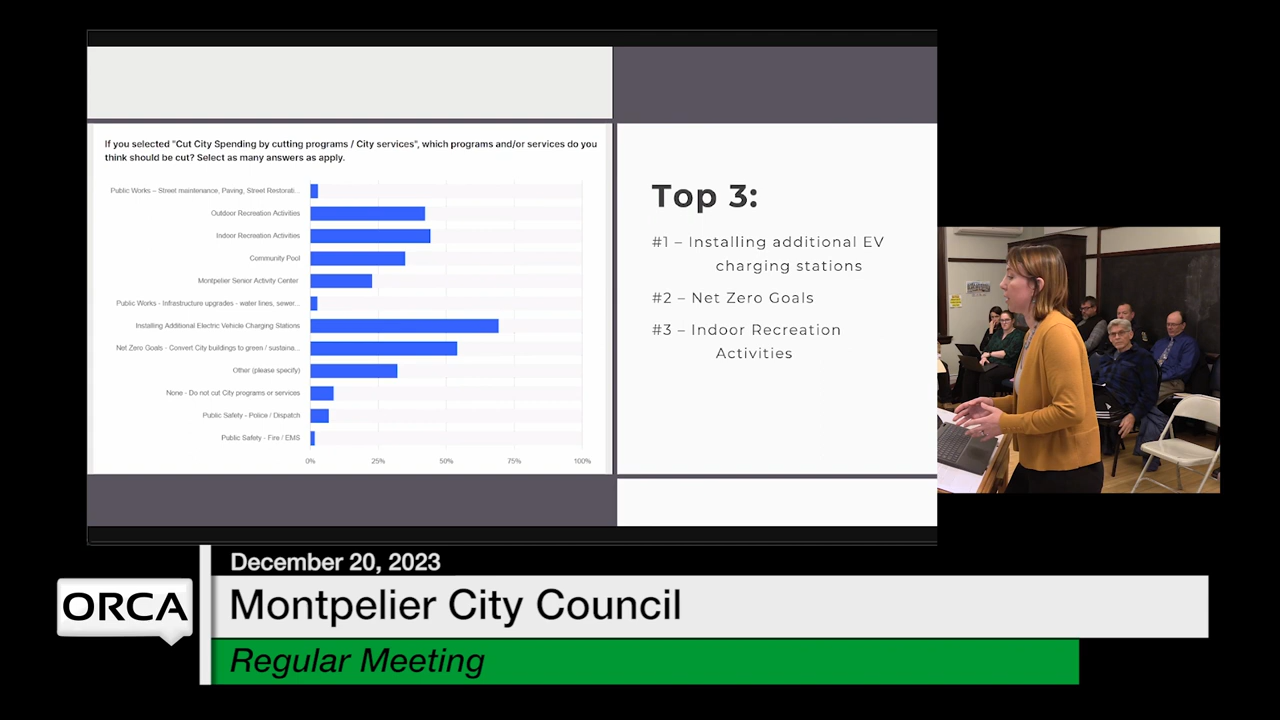 If you selected "Cut City Spending by cutting programs / City services", which programs and/or services do you
think should be cut? Select as many answers as apply.
Public Works – Street maintenance, Paving, Street Restorati...
Outdoor Recreation Activities
Indoor Recreation Activities
Community Pool
Montpelier Senior Activity Center
Public Works - Infrastructure upgrades - water lines, sewer...
Installing Additional Electric Vehicle Charging Stations
Net Zero Goals - Convert City buildings to green / sustaina...
Other (please specify)
None - Do not cut City programs or services
Public Safety - Police / Dispatch
Public Safety - Fire / EMS
0% 25% 50% 75% 100%
Top 3:
#1 – Installing additional EV
charging stations
#2 – Net Zero Goals
#3 – Indoor Recreation
Activities
December 20, 2023
ORCA
Montpelier City Council
Regular Meeting